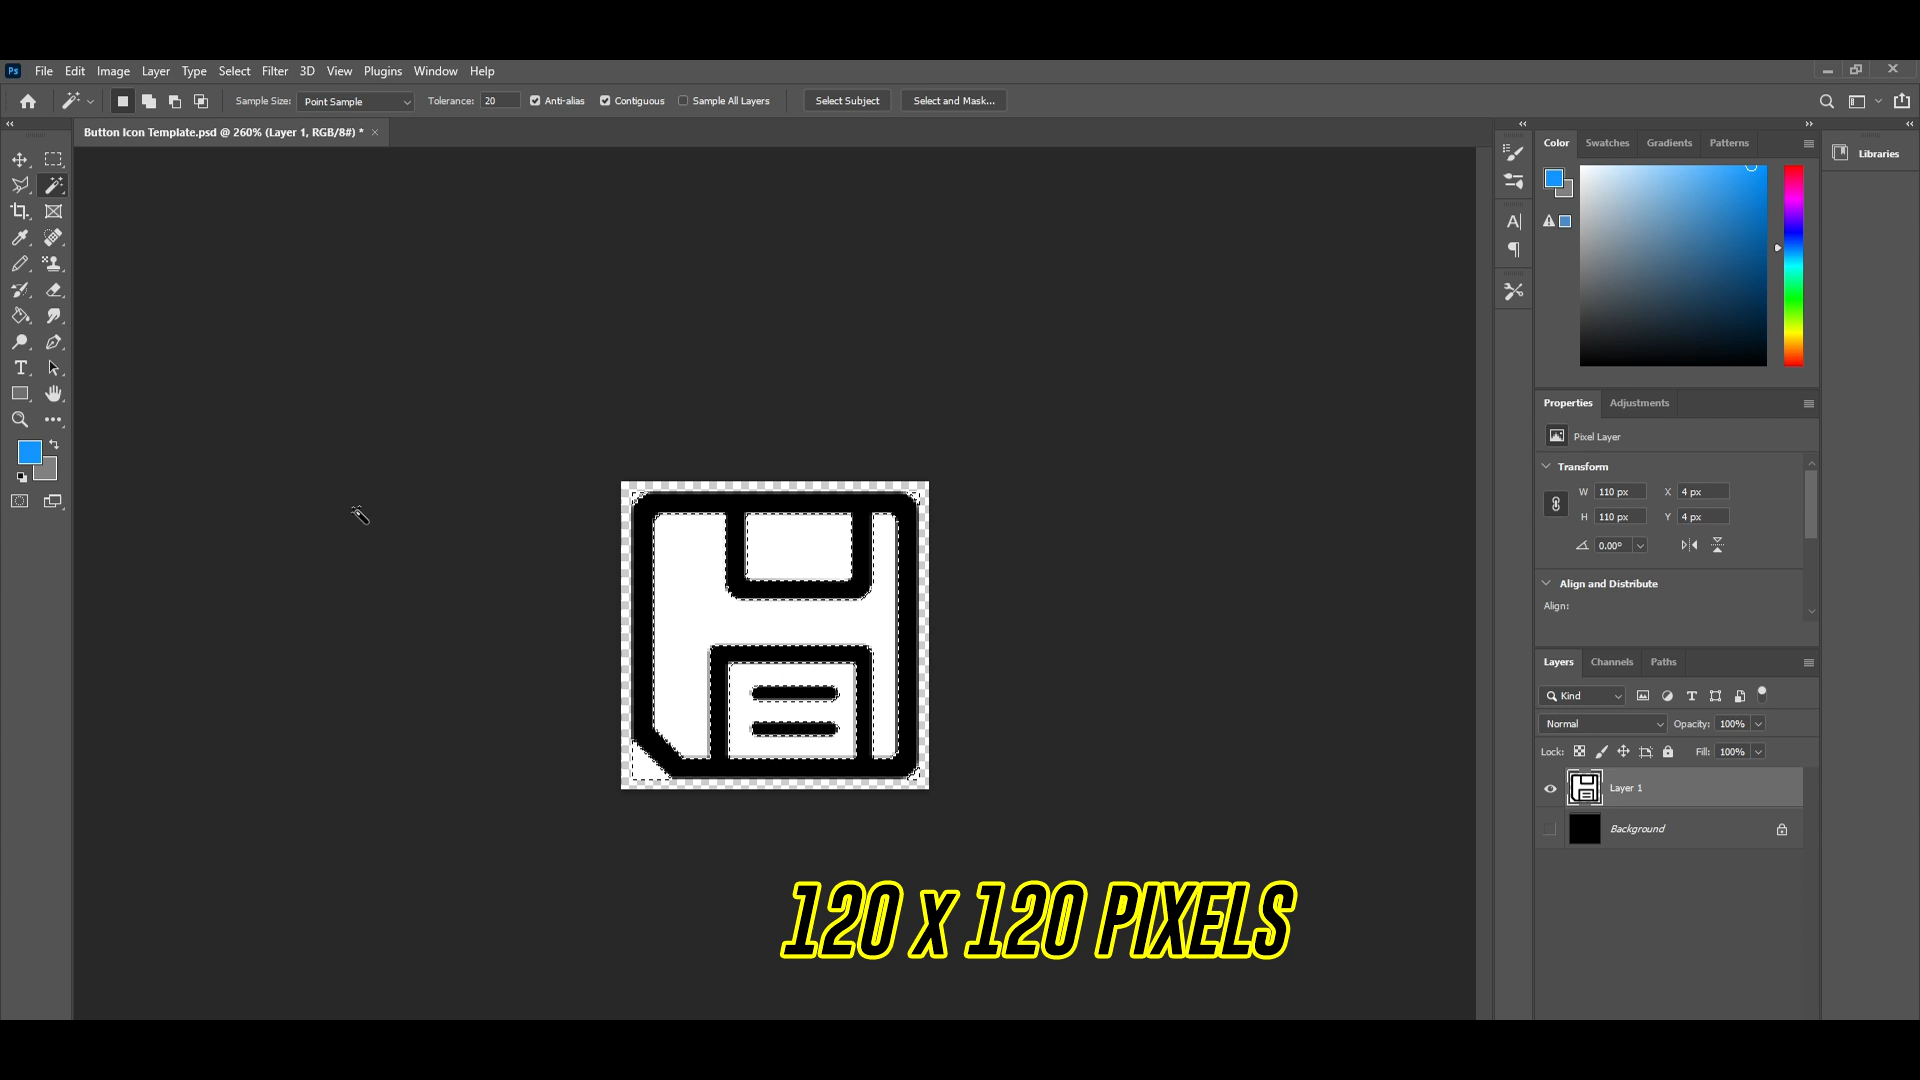 Ps File Edit Image Layer Type Select Filter 3D View Plugins Window Help
Sample Size: Point Sample Tolerance: 20 Anti-alias Contiguous Sample All Layers Select Subject Select and Mask...
Button Icon Template.psd @ 260% (Layer 1, RGB/8#) * ×
Color Swatches Gradients Patterns
Libraries
Properties Adjustments
Pixel Layer
Transform
W 110 px X 4 px
H 110 px Y 4 px
0.00°
Align and Distribute
Align:
Layers Channels Paths
Kind
Normal Opacity: 100%
Lock: Fill: 100%
Layer 1
Background
120 x 120 PIXELS